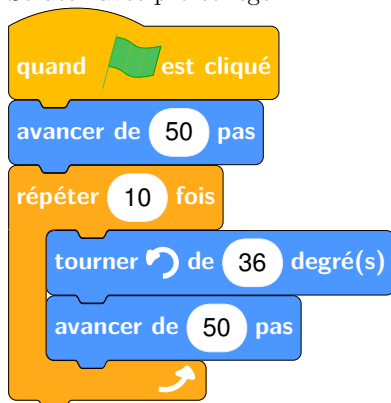 quand est cliqué
avancer de 50 pas
répéter 10 fois
tourner de 36 degré(s)
avancer de 50 pas